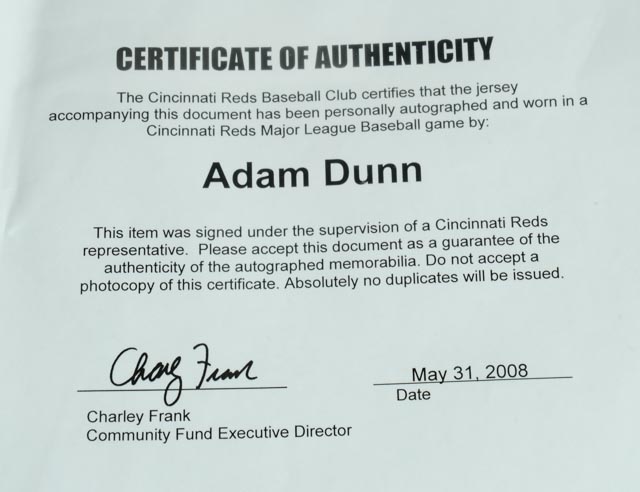 CERTIFICATE OF AUTHENTICITY
The Cincinnati Reds Baseball Club certifies that the jersey
accompanying this document has been personally autographed and worn in a
Cincinnati Reds Major League Baseball game by:
Adam Dunn
This item was signed under the supervision of a Cincinnati Reds
representative. Please accept this document as a guarantee of the
authenticity of the autographed memorabilia. Do not accept a
photocopy of this certificate. Absolutely no duplicates will be issued.
Charley Frank
May 31, 2008
Date
Charley Frank
Community Fund Executive Director